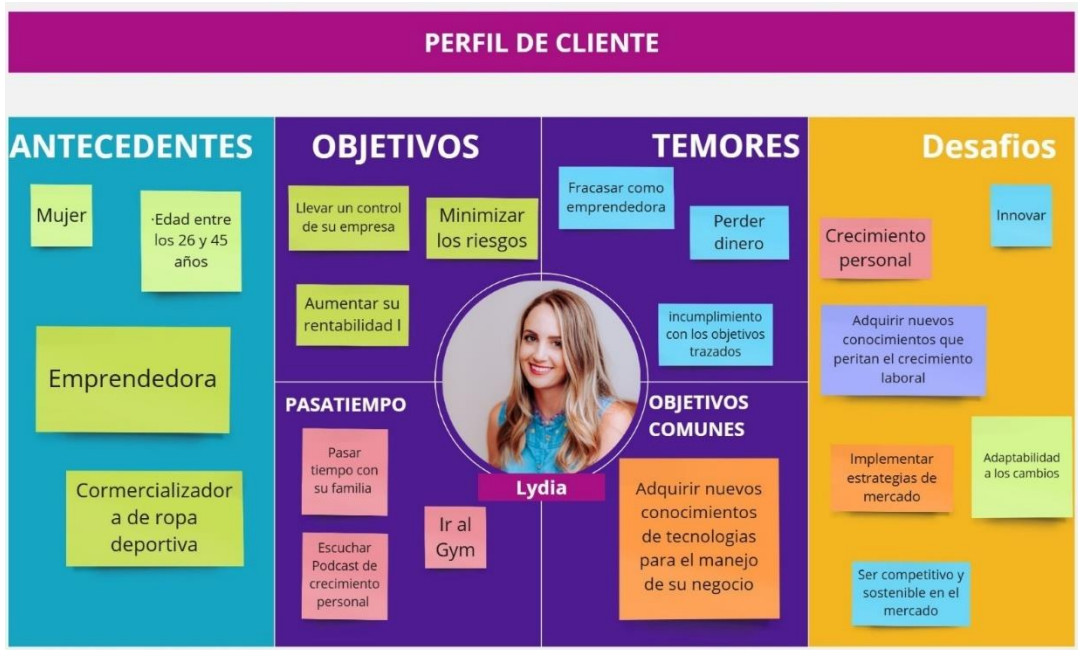 PERFIL DE CLIENTE
ANTECEDENTES
Mujer
·Edad entre
los 26 y 45
años
Emprendedora
Cormercializador
a de ropa
deportiva
OBJETIVOS
Llevar un control
de su empresa
Minimizar
los riesgos
Aumentar su
rentabilidad l
TEMORES
Fracasar como
emprendedora
Perder
dinero
incumplimiento
con los objetivos
trazados
PASATIEMPO
Pasar
tiempo con
su familia
Ir al
Gym
Escuchar
Podcast de
crecimiento
personal
Lydia
OBJETIVOS
COMUNES
Adquirir nuevos
conocimientos
de tecnologias
para el manejo
de su negocio
Desafios
Innovar
Crecimiento
personal
Adquirir nuevos
conocimientos que
peritan el crecimiento
laboral
Implementar
estrategias de
mercado
Adaptabilidad
a los cambios
Ser competitivo y
sostenible en el
mercado